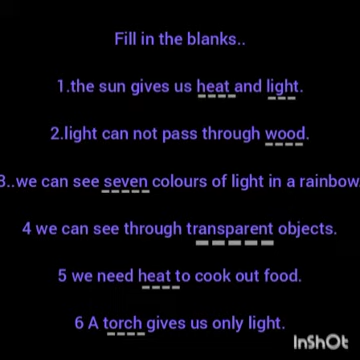 Fill in the blanks..
1.the sun gives us heat and light.
2.light can not pass through wood.
3..we can see seven colours of light in a rainbow
4 we can see through transparent objects.
5 we need heat to cook out food.
6 A torch gives us only light.
InShOt